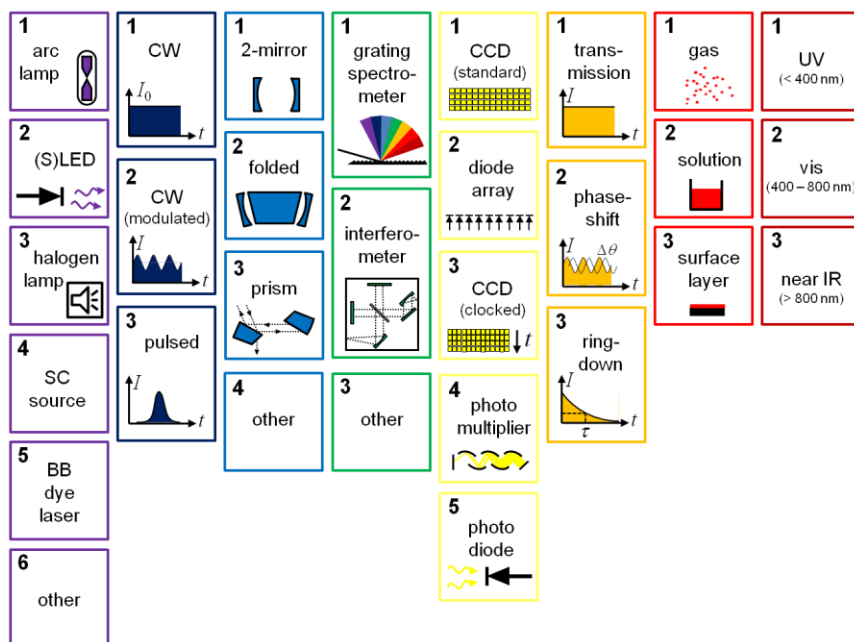 1
arc
lamp
2
(S)LED
3
halogen
lamp
4
SC
source
5
BB
dye
laser
6
other
1
CW
I₀
t
2
CW
(modulated)
I
t
3
pulsed
I
t
1
2-mirror
2
folded
3
prism
4
other
1
grating
spectro-
meter
2
interfero-
meter
3
other
1
CCD
(standard)
2
diode
array
3
CCD
(clocked)
t
4
photo
multiplier
5
photo
diode
1
trans-
mission
I
t
2
phase-
shift
I
Δθ
t
3
ring-
down
I
t
τ
1
gas
2
solution
3
surface
layer
1
UV
(< 400 nm)
2
vis
(400 – 800 nm)
3
near IR
(> 800 nm)